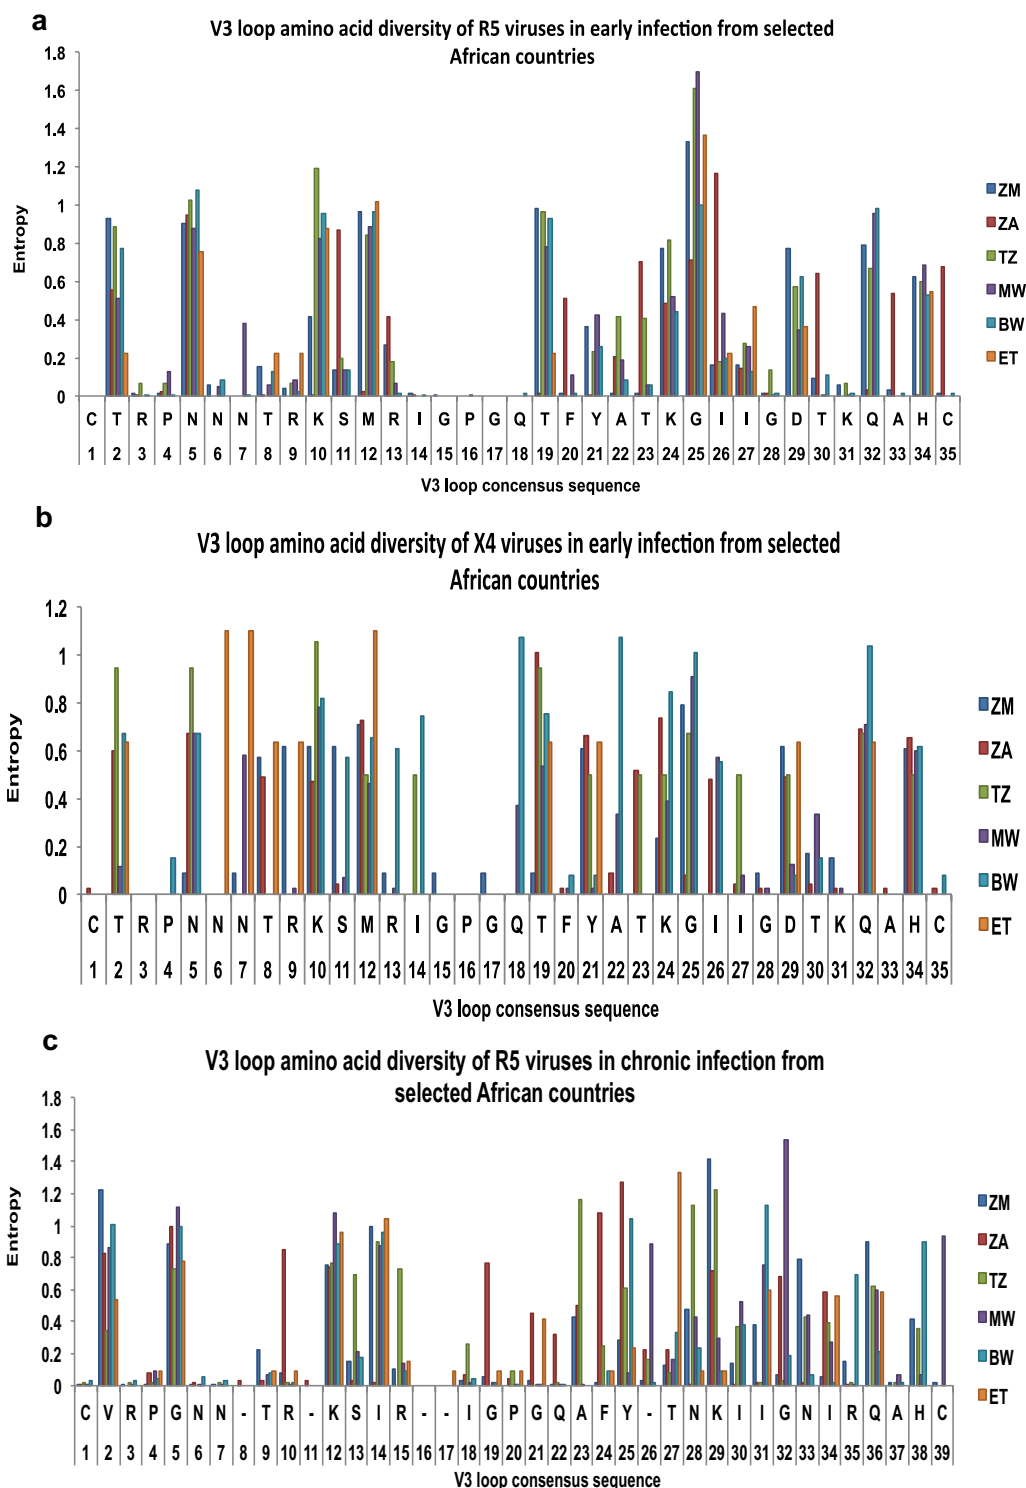 a
V3 loop amino acid diversity of R5 viruses in early infection from selected
African countries
1.8
1.6
1.4
1.2
1
0.8
0.6
0.4
0.2
0
Entropy
ZM
ZA
TZ
MW
BW
ET
C T R P N N N T R K S M R I G P G Q T F Y A T K G I I G D T K Q A H C
1 2 3 4 5 6 7 8 9 10 11 12 13 14 15 16 17 18 19 20 21 22 23 24 25 26 27 28 29 30 31 32 33 34 35
V3 loop concensus sequence
b
V3 loop amino acid diversity of X4 viruses in early infection from selected
African countries
1.2
1
0.8
0.6
0.4
0.2
0
Entropy
ZM
ZA
TZ
MW
BW
ET
C T R P N N N T R K S M R I G P G Q T F Y A T K G I I G D T K Q A H C
1 2 3 4 5 6 7 8 9 10 11 12 13 14 15 16 17 18 19 20 21 22 23 24 25 26 27 28 29 30 31 32 33 34 35
V3 loop consensus sequence
c
V3 loop amino acid diversity of R5 viruses in chronic infection from
selected African countries
1.8
1.6
1.4
1.2
1
0.8
0.6
0.4
0.2
0
Entropy
ZM
ZA
TZ
MW
BW
ET
C V R P G N N - T R - K S I R - - I G P G Q A F Y - T N K I I G N I R Q A H C
1 2 3 4 5 6 7 8 9 10 11 12 13 14 15 16 17 18 19 20 21 22 23 24 25 26 27 28 29 30 31 32 33 34 35 36 37 38 39
V3 loop consensus sequence